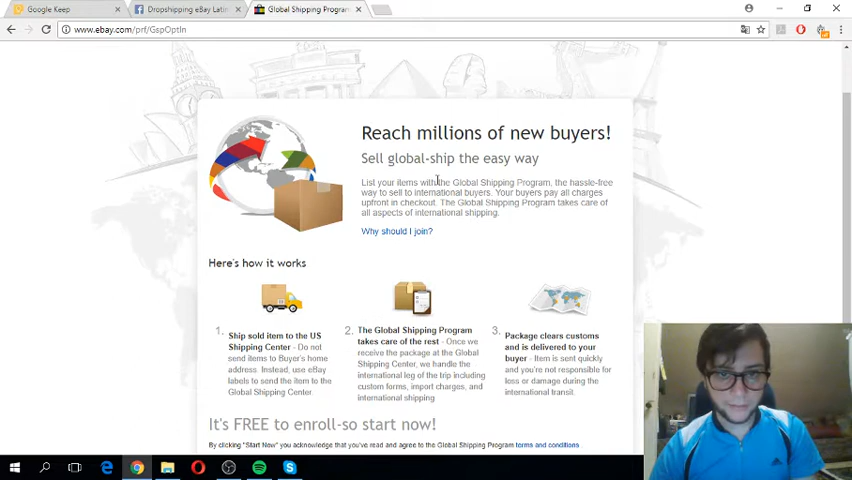 Google Keep
Dropshipping eBay Latin
Global Shipping Program
www.ebay.com/prf/GspOptIn
Reach millions of new buyers!
Sell global-ship the easy way
List your items with the Global Shipping Program, the hassle-free
way to sell to international buyers. Your buyers pay all charges
upfront in checkout. The Global Shipping Program takes care of
all aspects of international shipping.
Why should I join?
Here's how it works
1. Ship sold item to the US
Shipping Center - Do not
send items to Buyer's home
address. Instead, use eBay
labels to send the item to the
Global Shipping Center.
2. The Global Shipping Program
takes care of the rest - Once we
receive the package at the Global
Shipping Center, we handle the
international leg of the trip including
custom forms, import charges, and
international shipping
3. Package clears customs
and is delivered to your
buyer - Item is sent quickly
and you're not responsible for
loss or damage during the
international transit.
It's FREE to enroll-so start now!
By clicking "Start Now" you acknowledge that you've read and agree to the Global Shipping Program terms and conditions.